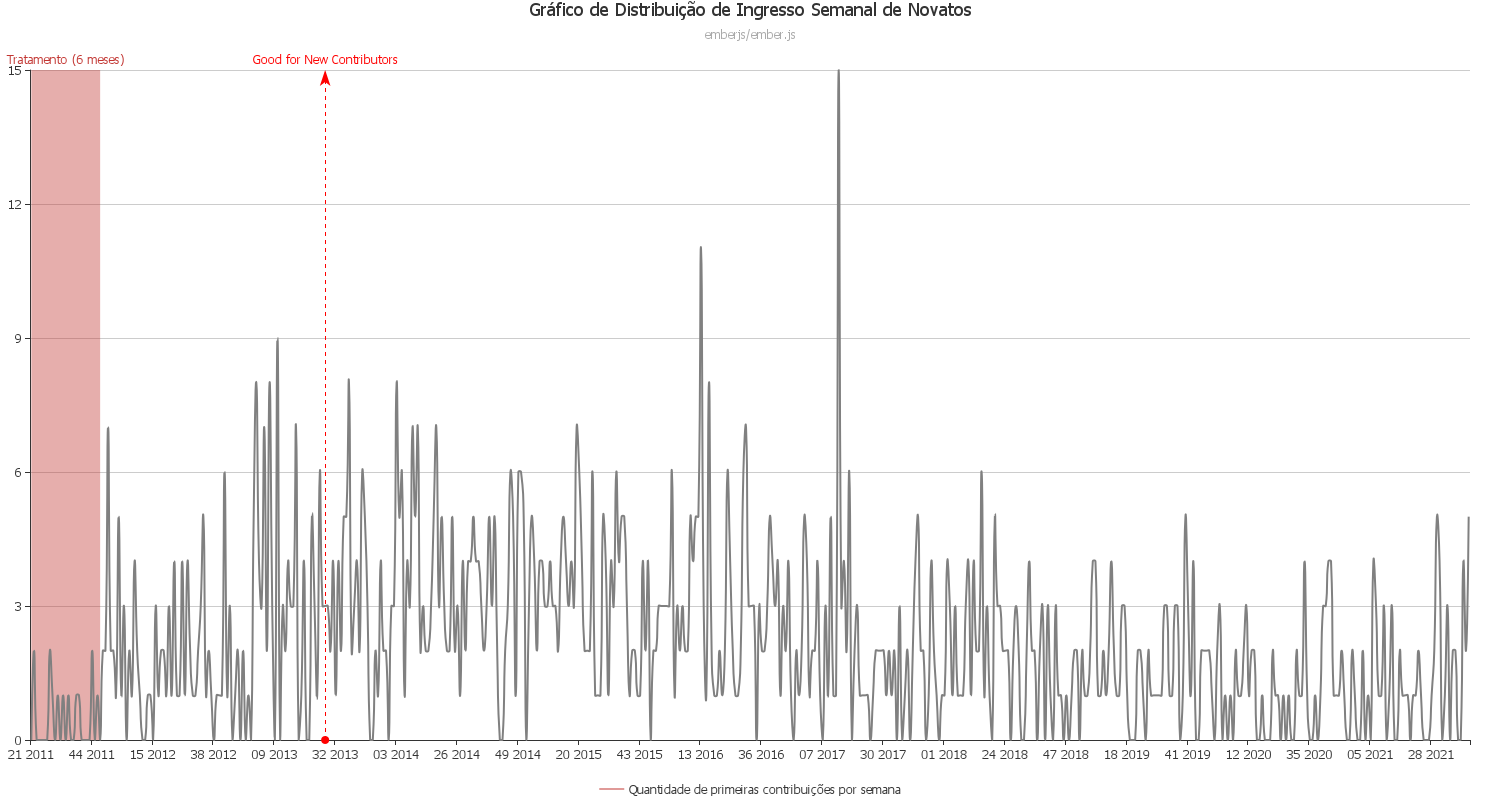 Gráfico de Distribuição de Ingresso Semanal de Novatos
emberjs/ember.js
Tratamento (6 meses)
Good for New Contributors
15
12
9
6
3
0
21 2011 44 2011 15 2012 38 2012 09 2013 32 2013 03 2014 26 2014 49 2014 20 2015 43 2015 13 2016 36 2016 07 2017 30 2017 01 2018 24 2018 47 2018 18 2019 41 2019 12 2020 35 2020 05 2021 28 2021
Quantidade de primeiras contribuições por semana